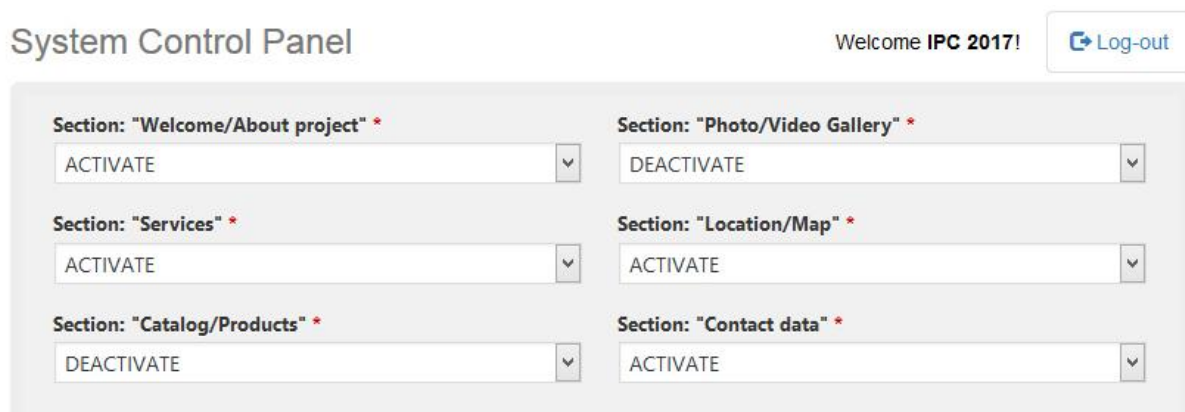 System Control Panel
Welcome IPC 2017!
Log-out
Section: "Welcome/About project" *
ACTIVATE
Section: "Photo/Video Gallery" *
DEACTIVATE
Section: "Services" *
ACTIVATE
Section: "Location/Map" *
ACTIVATE
Section: "Catalog/Products" *
DEACTIVATE
Section: "Contact data" *
ACTIVATE